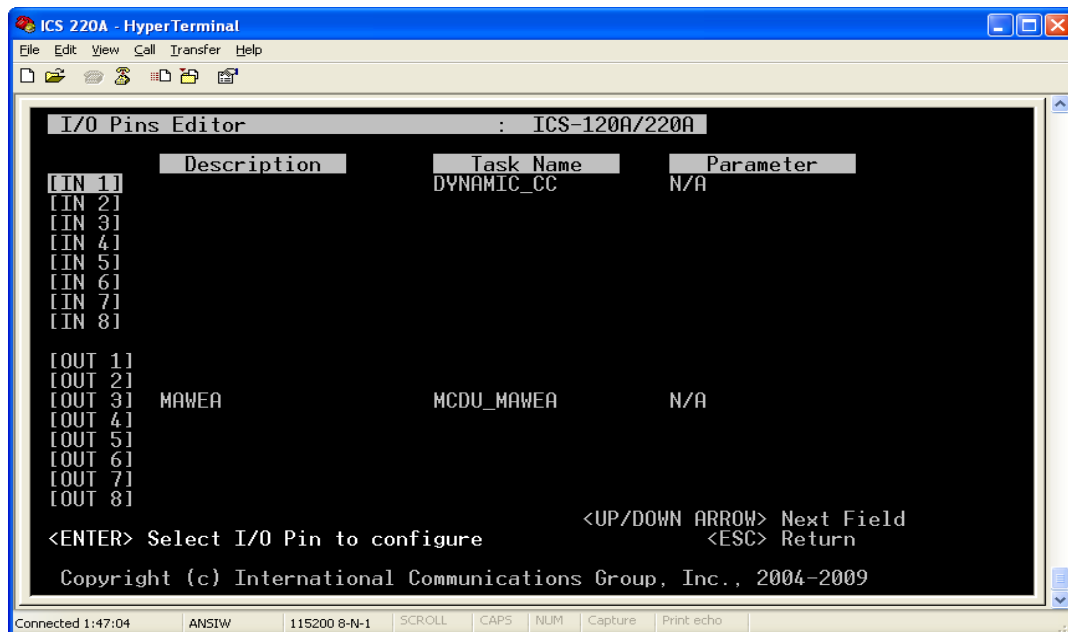 ICS 220A - HyperTerminal
File Edit View Call Transfer Help
I/O Pins Editor : ICS-120A/220A
Description Task Name Parameter
[IN 1] DYNAMIC_CC N/A
[IN 2]
[IN 3]
[IN 4]
[IN 5]
[IN 6]
[IN 7]
[IN 8]
[OUT 1]
[OUT 2]
[OUT 3] MAWEA MCDU_MAWEA N/A
[OUT 4]
[OUT 5]
[OUT 6]
[OUT 7]
[OUT 8]
<UP/DOWN ARROW> Next Field
<ENTER> Select I/O Pin to configure <ESC> Return
Copyright (c) International Communications Group, Inc., 2004-2009
Connected 1:47:04 ANSIW 115200 8-N-1 SCROLL CAPS NUM Capture Print echo